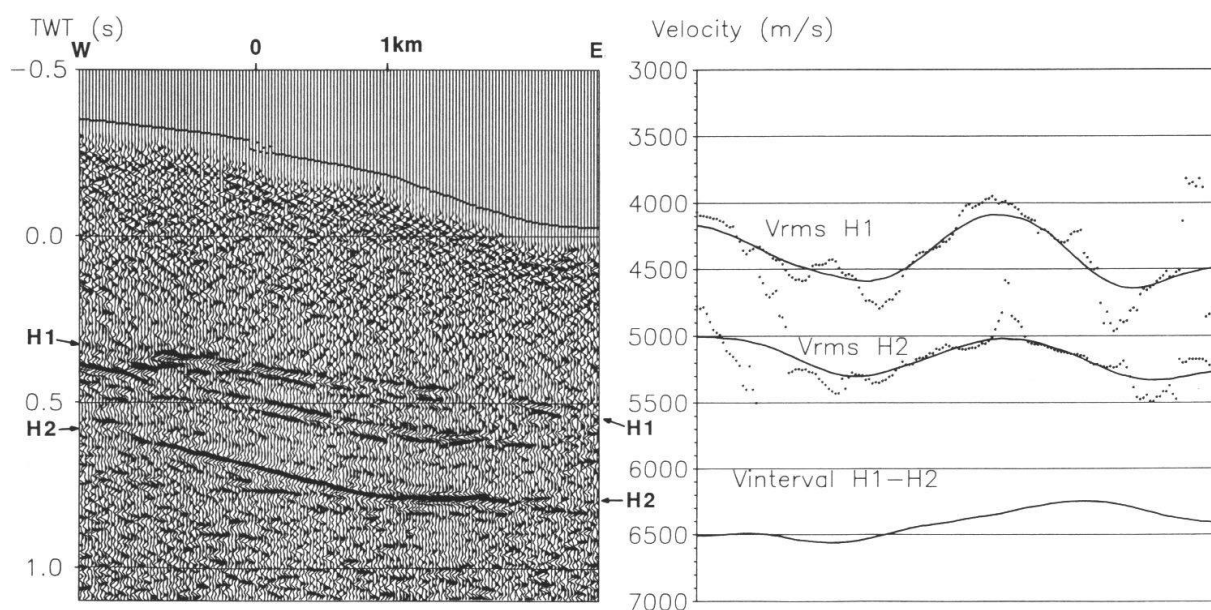 TWT (s)
W 0 1km E
-0.5
0.0
H1
0.5
H2
1.0
H1
H2
Velocity (m/s)
3000
3500
4000
Vrms H1
4500
5000
Vrms H2
5500
6000
Vinterval H1-H2
6500
7000